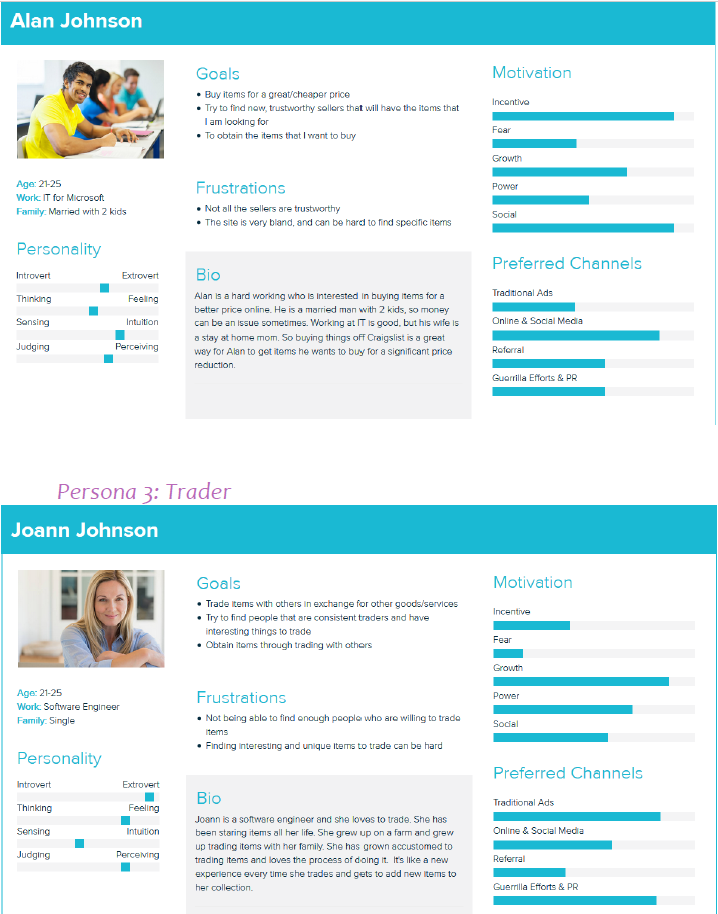 Alan Johnson
Age: 21-25
Work: IT for Microsoft
Family: Married with 2 kids
Personality
Introvert Extrovert
Thinking Feeling
Sensing Intuition
Judging Perceiving
Goals
• Buy items for a great/cheaper price
• Try to find new, trustworthy sellers that will have the items that
I am looking for
• To obtain the items that I want to buy
Frustrations
• Not all the sellers are trustworthy
• The site is very bland, and can be hard to find specific items
Bio
Alan is a hard working who is interested in buying items for a
better price online. He is a married man with 2 kids, so money
can be an issue sometimes. Working at IT is good, but his wife is
a stay at home mom. So buying things off Craigslist is a great
way for Alan to get items he wants to buy for a significant price
reduction.
Motivation
Incentive
Fear
Growth
Power
Social
Preferred Channels
Traditional Ads
Online & Social Media
Referral
Guerrilla Efforts & PR
Persona 3: Trader
Joann Johnson
Age: 21-25
Work: Software Engineer
Family: Single
Personality
Introvert Extrovert
Thinking Feeling
Sensing Intuition
Judging Perceiving
Goals
• Trade items with others in exchange for other goods/services
• Try to find people that are consistent traders and have
interesting things to trade
• Obtain items through trading with others
Frustrations
• Not being able to find enough people who are willing to trade
items
• Finding interesting and unique items to trade can be hard
Bio
Joann is a software engineer and she loves to trade. She has
been staring items all her life. She grew up on a farm and grew
up trading items with her family. She has grown accustomed to
trading items and loves the process of doing it. It's like a new
experience every time she trades and gets to add new items to
her collection.
Motivation
Incentive
Fear
Growth
Power
Social
Preferred Channels
Traditional Ads
Online & Social Media
Referral
Guerrilla Efforts & PR